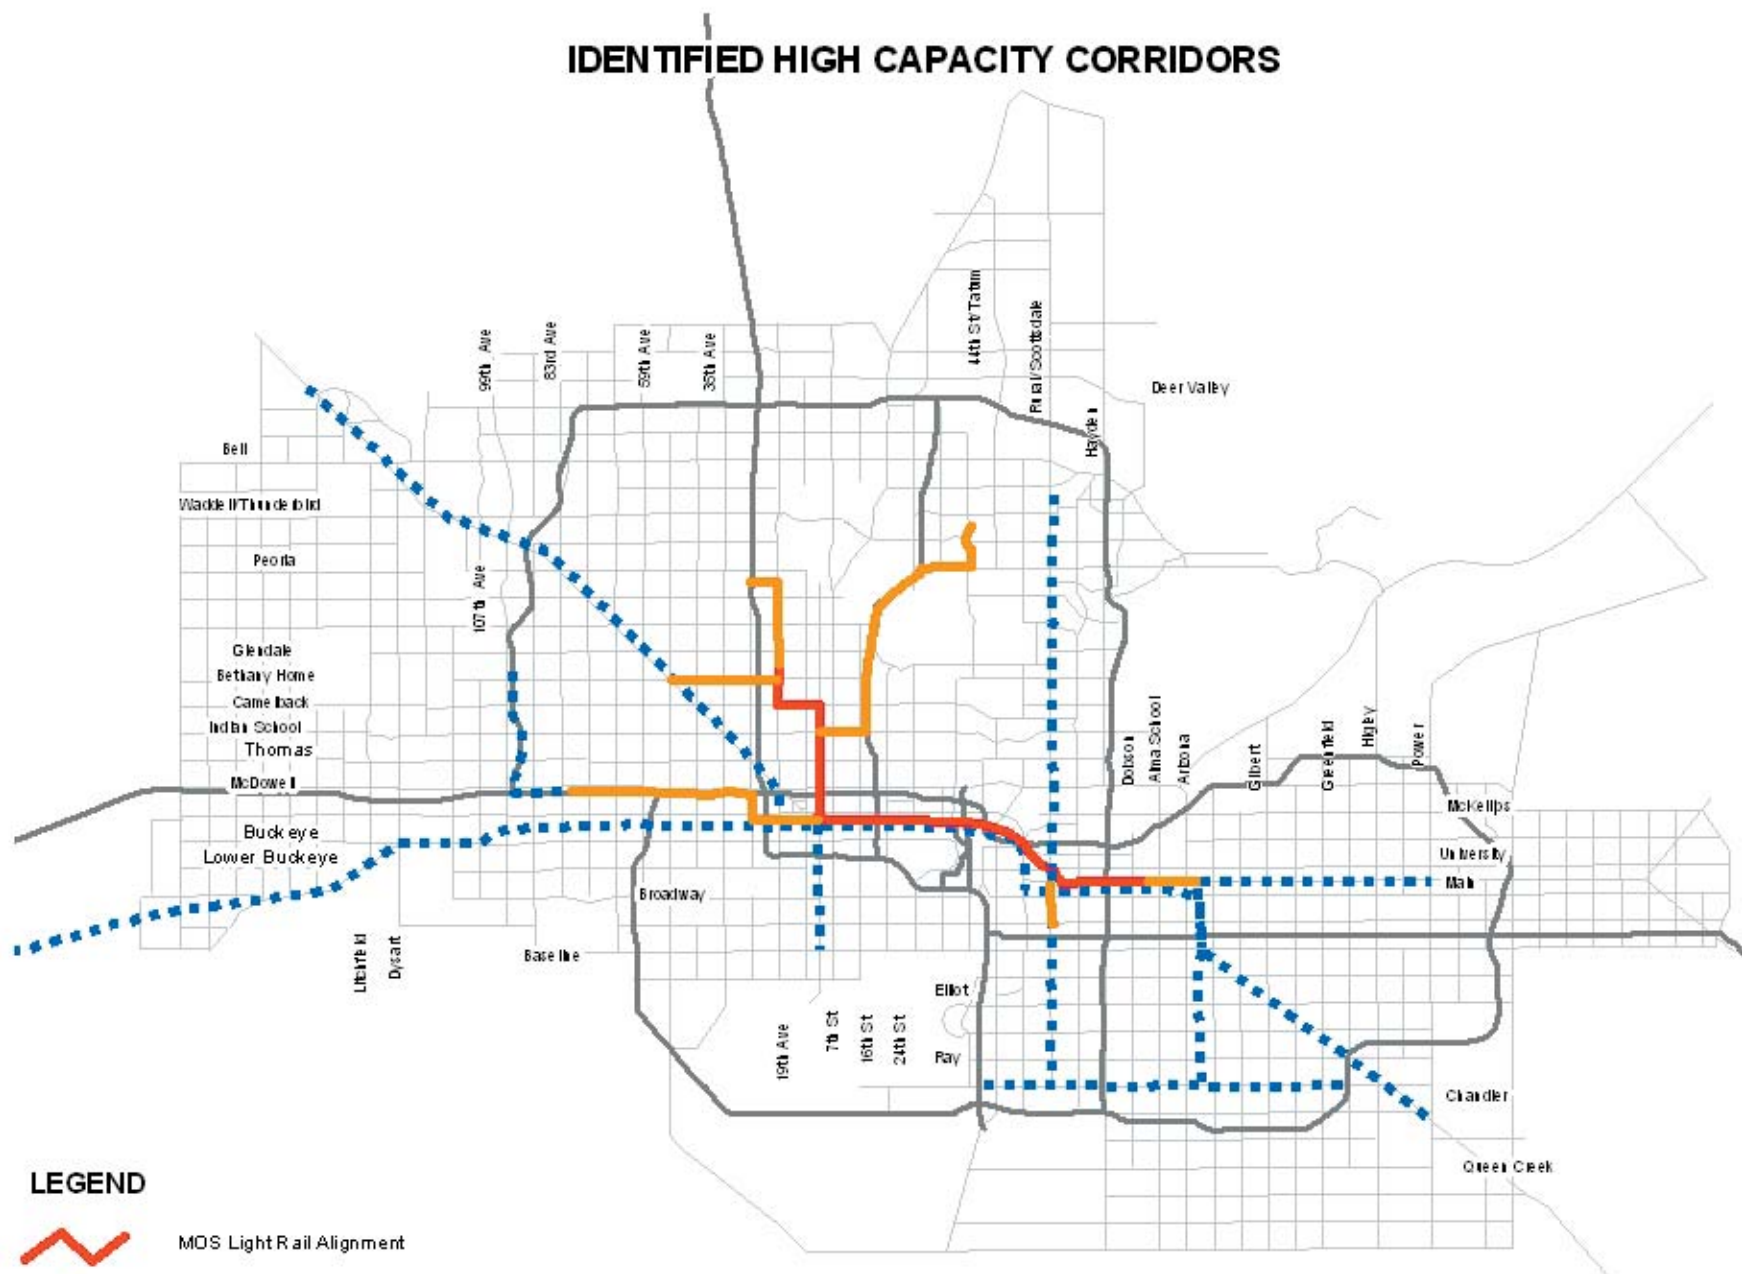 IDENTIFIED HIGH CAPACITY CORRIDORS
44th St/Tatum
Rural/Scottsdale
99th Ave
83rd Ave
59th Ave
35th Ave
Deer Valley
Hayden
Bell
Waddell/Thunderbird
Peoria
107th Ave
Glendale
Bethany Home
Camelback
Indian School
Thomas
McDowell
Dobson
Alma School
Arizona
Gilbert
Greenfield
Higley
Power
McKellips
Buckeye
Lower Buckeye
University
Main
Broadway
Litchfield
Dysart
Baseline
Elliot
19th Ave
7th St
16th St
24th St
Ray
Chandler
Queen Creek
LEGEND
MOS Light Rail Alignment